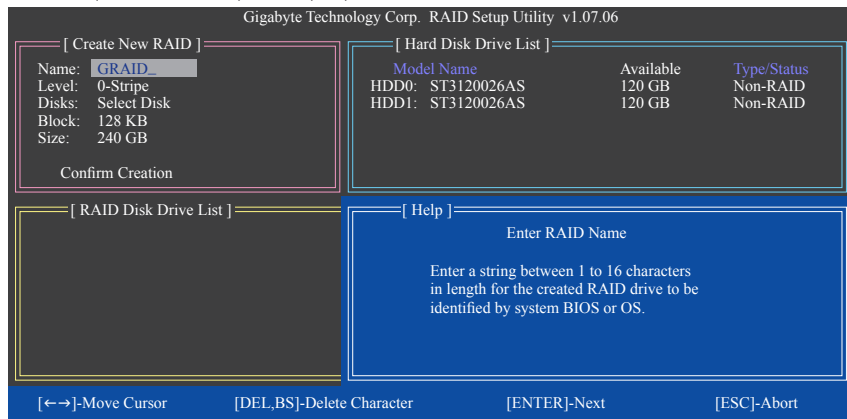 Gigabyte Technology Corp. RAID Setup Utility v1.07.06
[ Create New RAID ]
Name: GRAID_
Level: 0-Stripe
Disks: Select Disk
Block: 128 KB
Size: 240 GB
Confirm Creation
[ Hard Disk Drive List ]
Model Name Available Type/Status
HDD0: ST3120026AS 120 GB Non-RAID
HDD1: ST3120026AS 120 GB Non-RAID
[ RAID Disk Drive List ]
[ Help ]
Enter RAID Name
Enter a string between 1 to 16 characters
in length for the created RAID drive to be
identified by system BIOS or OS.
[←→]-Move Cursor [DEL,BS]-Delete Character [ENTER]-Next [ESC]-Abort